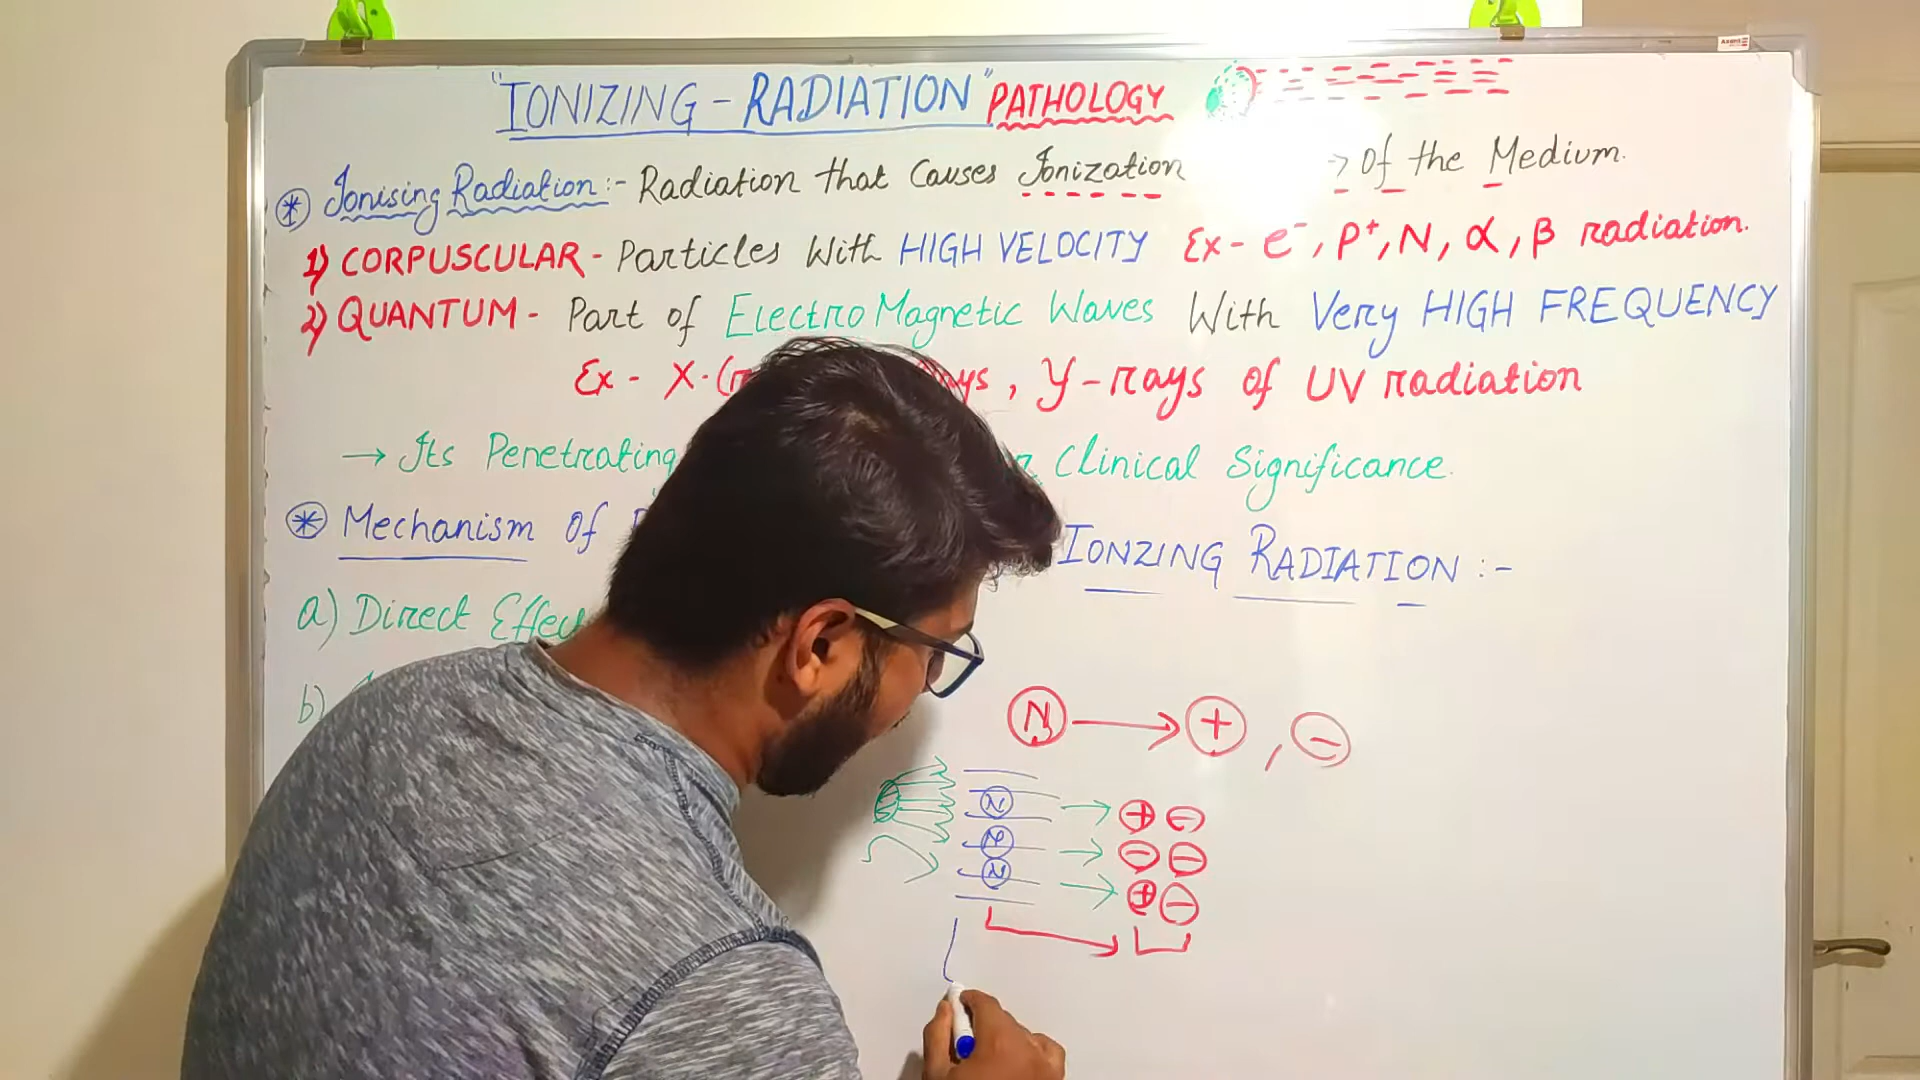 "IONIZING - RADIATION" PATHOLOGY
Ionising Radiation :- Radiation that Causes Ionization → Of the Medium.
1) CORPUSCULAR - Particles With HIGH VELOCITY Ex - e⁻, P⁺, N, α, β radiation.
2) QUANTUM - Part of ElectroMagnetic Waves With Very HIGH FREQUENCY
Ex - X-(r ays, γ-rays of UV radiation
→ Its Penetrating Clinical Significance.
Mechanism of IONZING RADIATION :-
a) Direct Effec
b)
N → + , -
N → + -
N → - -
N → + -